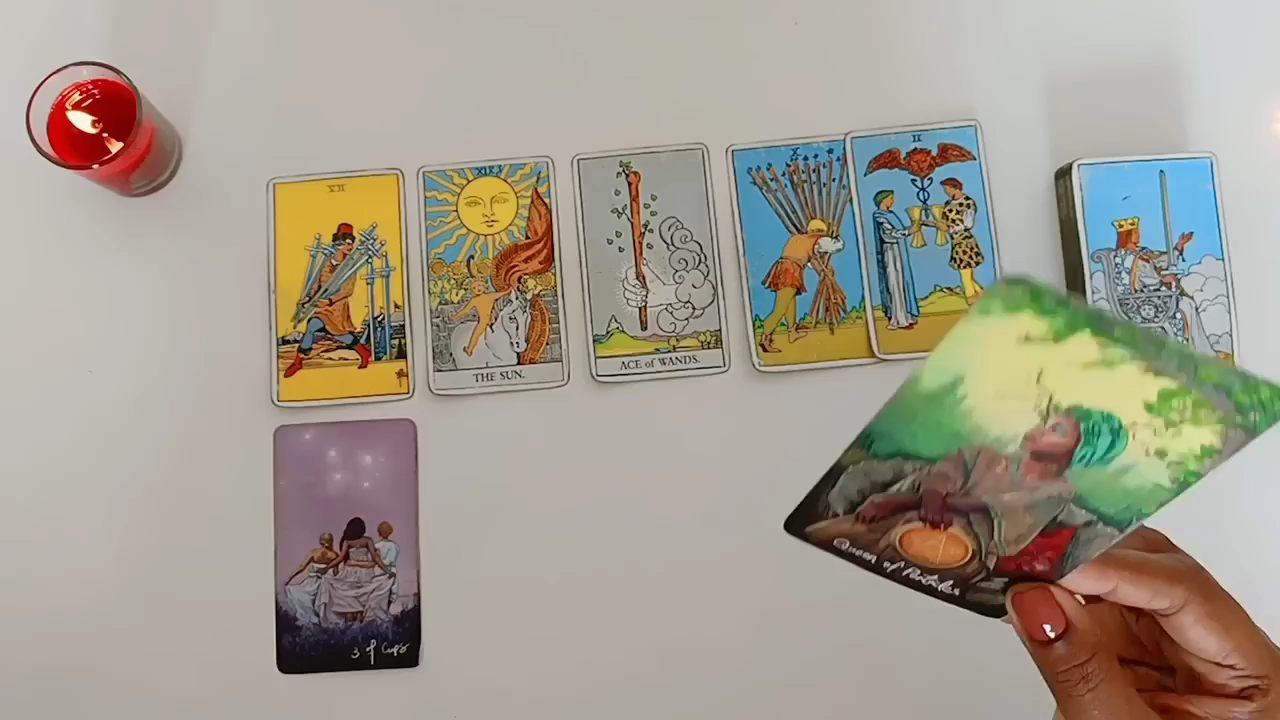 VII
XIX
THE SUN.
ACE of WANDS.
X
II
3 of Cups
Queen of Pentacles